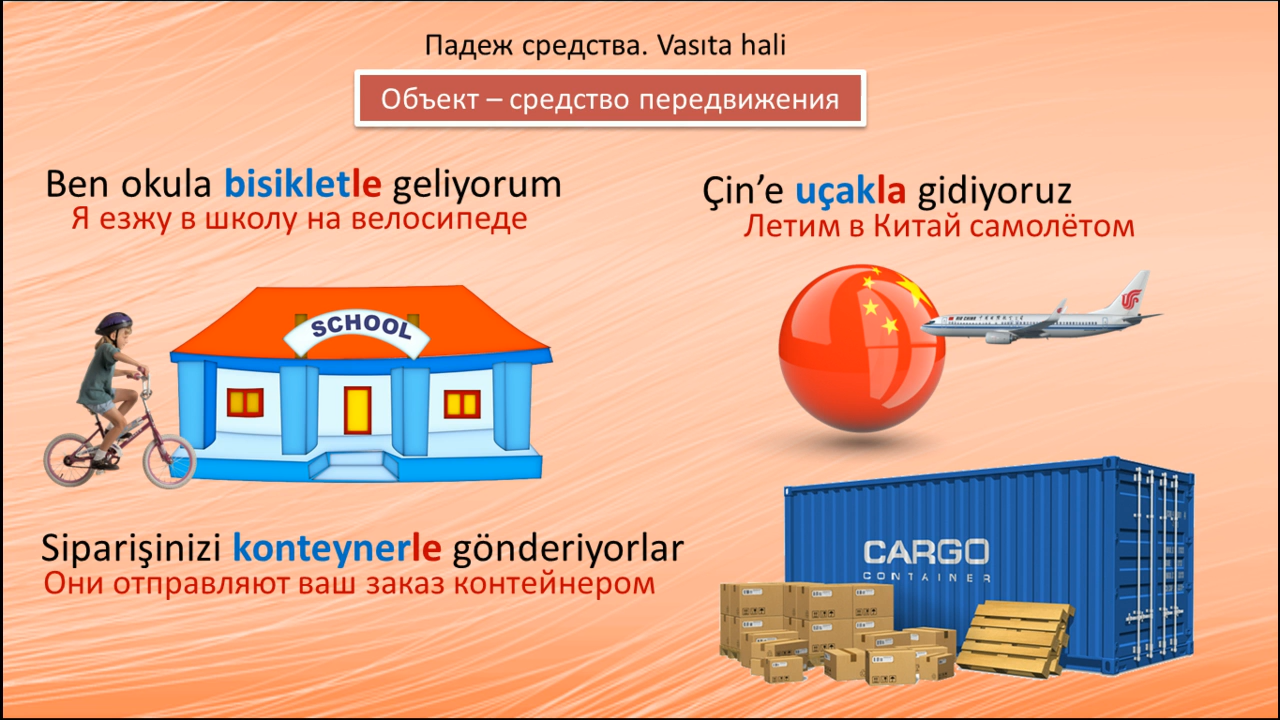 Падеж средства. Vasıta hali
Объект – средство передвижения
Ben okula bisikletle geliyorum
Я езжу в школу на велосипеде
Çin’e uçakla gidiyoruz
Летим в Китай самолётом
SCHOOL
Siparişinizi konteynerle gönderiyorlar
Они отправляют ваш заказ контейнером
CARGO
CONTAINER